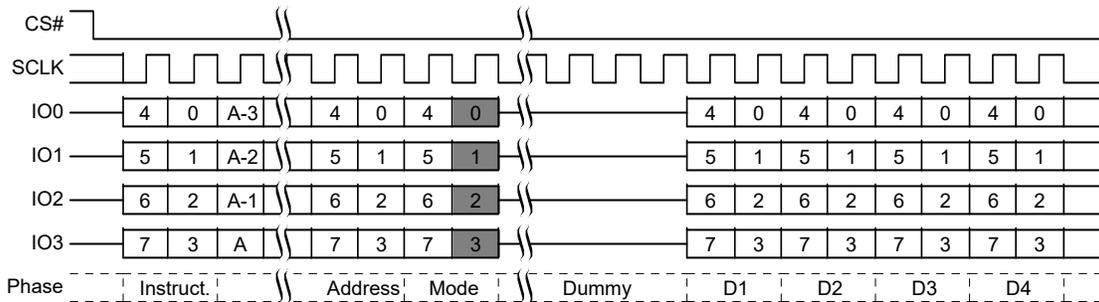 CS#
SCLK
IO0 4 0 A-3 4 0 4 0 4 0 4 0 4 0 4 0
IO1 5 1 A-2 5 1 5 1 5 1 5 1 5 1 5 1
IO2 6 2 A-1 6 2 6 2 6 2 6 2 6 2 6 2
IO3 7 3 A 7 3 7 3 7 3 7 3 7 3 7 3
Phase Instruct. Address Mode Dummy D1 D2 D3 D4